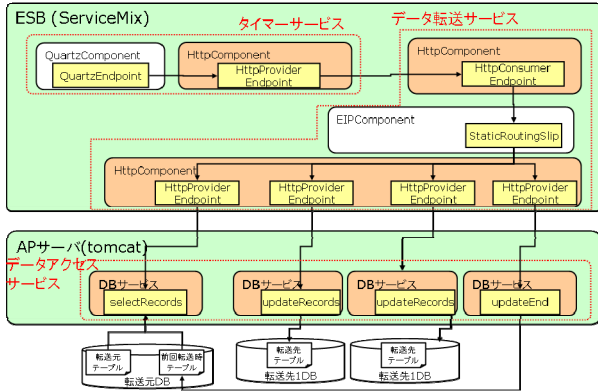 ESB (ServiceMix)
タイマーサービス
データ転送サービス
QuartzComponent
QuartzEndpoint
HttpComponent
HttpProvider
Endpoint
HttpComponent
HttpConsumer
Endpoint
EIPComponent
StaticRoutingSlip
HttpComponent
HttpProvider
Endpoint
HttpProvider
Endpoint
HttpProvider
Endpoint
HttpProvider
Endpoint
APサーバ(tomcat)
データアクセス
サービス
DBサービス
selectRecords
DBサービス
updateRecords
DBサービス
updateRecords
DBサービス
updateEnd
転送元
テーブル
前回転送時
テーブル
転送元DB
転送先
テーブル
転送先1DB
転送先
テーブル
転送先1DB